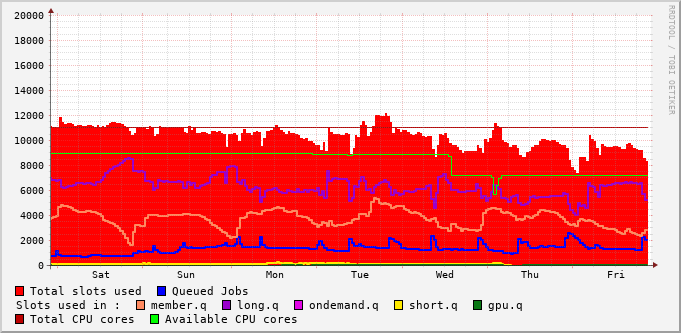 RRDTOOL / TOBI OETIKER
20000
18000
16000
14000
12000
10000
8000
6000
4000
2000
0
Sat Sun Mon Tue Wed Thu Fri
Total slots used Queued Jobs
Slots used in : member.q long.q ondemand.q short.q gpu.q
Total CPU cores Available CPU cores